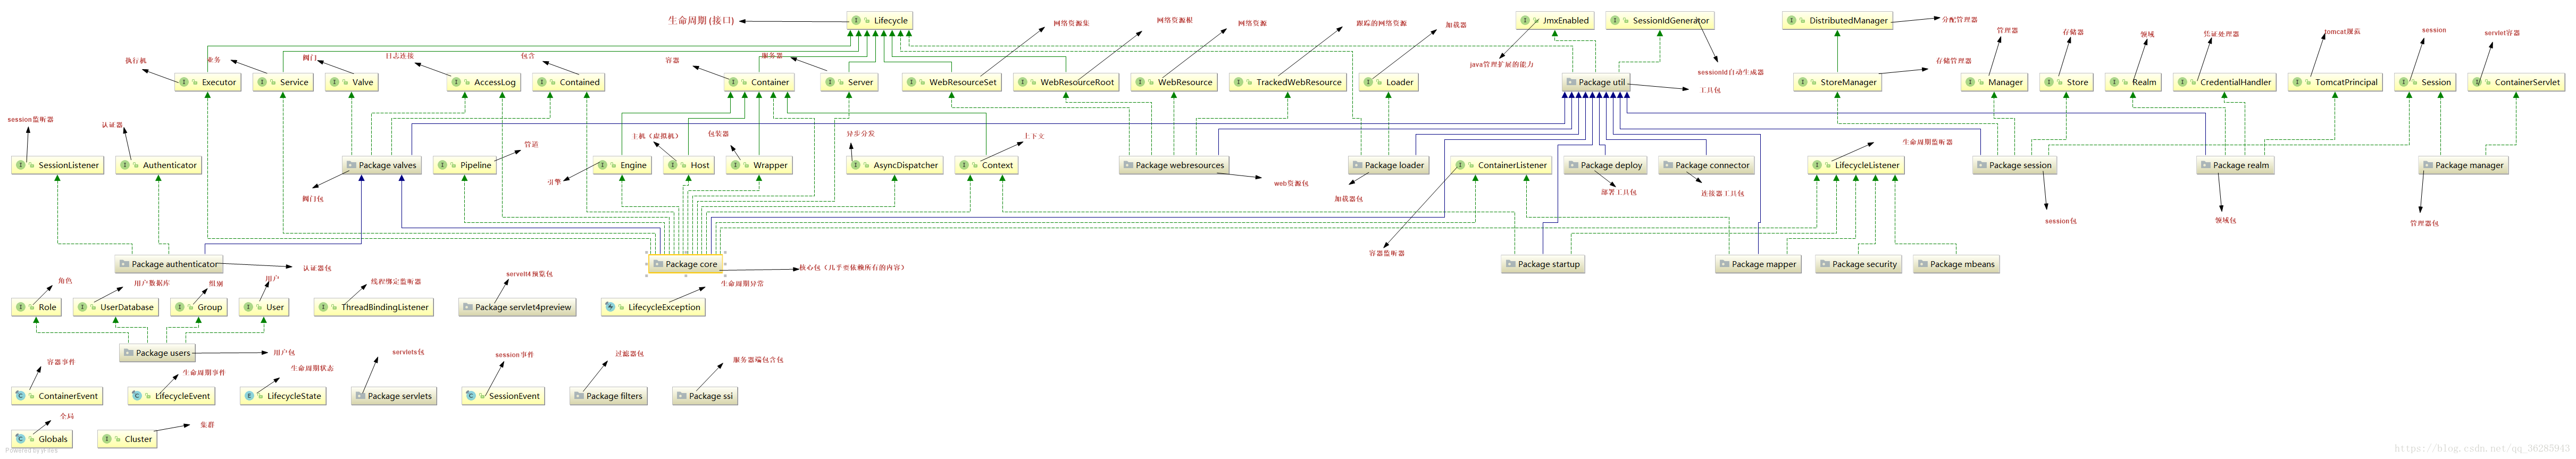 生命周期 (接口)
Lifecycle
网络资源集
网络资源根
网络资源
跟踪的网络资源
加载器
JmxEnabled
SessionIdGenerator
DistributedManager
分配管理器
执行机
业务
阀门
日志连接
包含
容器
服务器
java管理扩展的能力
sessionId自动生成器
管理器
存储器
领域
凭证处理器
tomcat规范
session
servlet容器
存储管理器
Executor
Service
Valve
AccessLog
Contained
Container
Server
WebResourceSet
WebResourceRoot
WebResource
TrackedWebResource
Loader
Package util
工具包
StoreManager
Manager
Store
Realm
CredentialHandler
TomcatPrincipal
Session
ContainerServlet
session监听器
认证器
管道
主机（虚拟机）
包装器
异步分发
上下文
生命周期监听器
SessionListener
Authenticator
Package valves
Pipeline
Engine
Host
Wrapper
AsyncDispatcher
Context
Package webresources
Package loader
ContainerListener
Package deploy
Package connector
LifecycleListener
Package session
Package realm
Package manager
阀门包
引擎
web资源包
加载器包
部署工具包
连接器工具包
session包
领域包
管理器包
容器监听器
Package authenticator
认证器包
Package core
核心包（几乎要依赖所有的内容）
Package startup
Package mapper
Package security
Package mbeans
角色
用户数据库
组别
用户
线程绑定监听器
servelt4预览包
生命周期异常
Role
UserDatabase
Group
User
ThreadBindingListener
Package servlet4preview
LifecycleException
Package users
用户包
容器事件
生命周期事件
生命周期状态
servlets包
session事件
过滤器包
服务器端包含包
ContainerEvent
LifecycleEvent
LifecycleState
Package servlets
SessionEvent
Package filters
Package ssi
全局
集群
Globals
Cluster
Powered by yFiles
https://blog.csdn.net/qq_36285943